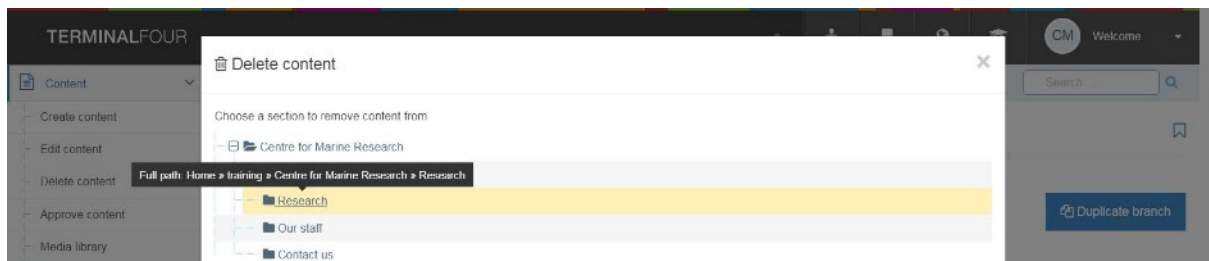 TERMINALFOUR
CM Welcome
Delete content
Content
Search ...
Create content
Choose a section to remove content from
Edit content
Centre for Marine Research
Delete content
Full path: Home » training » Centre for Marine Research » Research
Research
Approve content
Duplicate branch
Our staff
Media library
Contact us